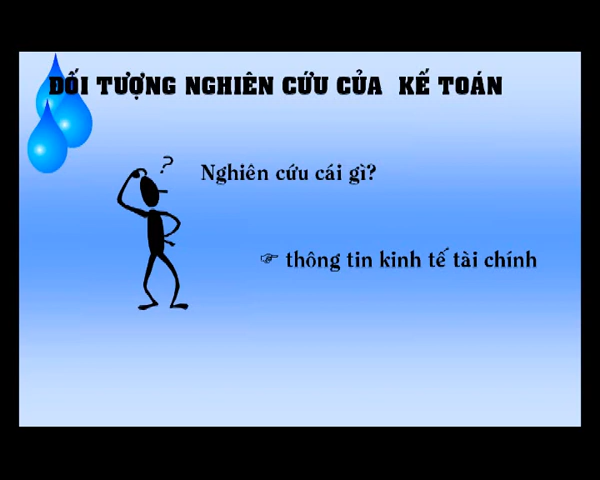 ĐỐI TƯỢNG NGHIÊN CỨU CỦA KẾ TOÁN
?
Nghiên cứu cái gì?
☞ thông tin kinh tế tài chính